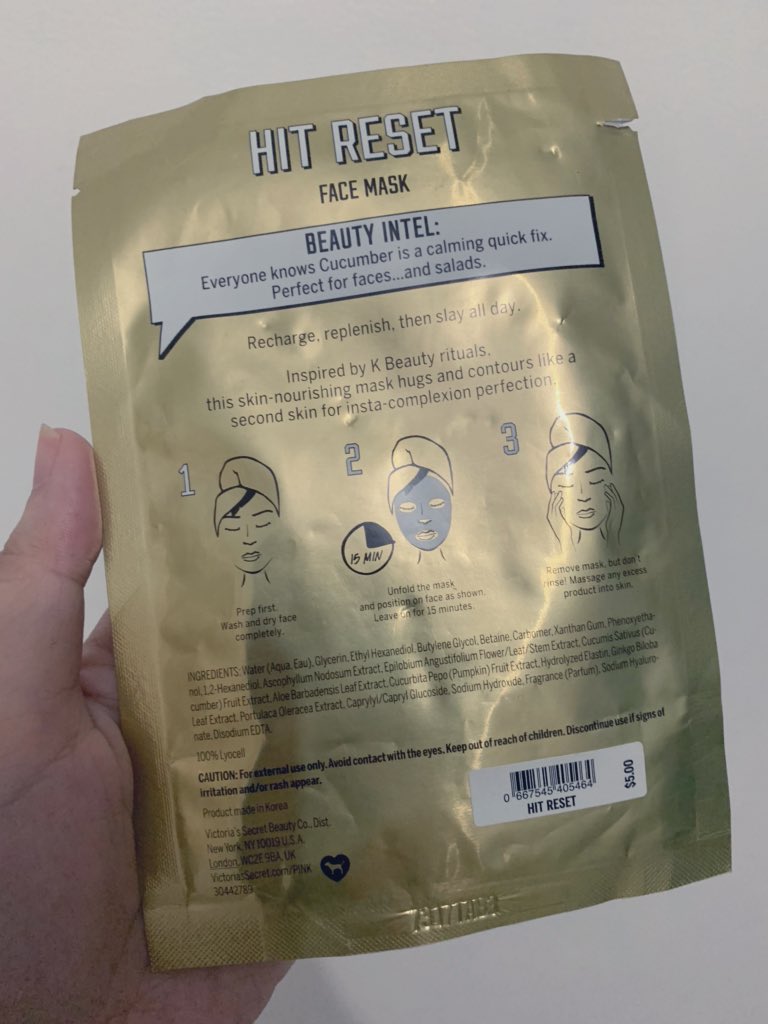 HIT RESET
FACE MASK
BEAUTY INTEL:
Everyone knows Cucumber is a calming quick fix.
Perfect for faces...and salads.
Recharge, replenish, then slay all day.
Inspired by K Beauty rituals,
this skin-nourishing mask hugs and contours like a
second skin for insta-complexion perfection.
1
2
3
15 MIN
Prep first.
Wash and dry face
completely.
Unfold the mask
and position on face as shown.
Leave on for 15 minutes.
Remove mask, but don't
rinse! Massage any excess
product into skin.
INGREDIENTS: Water (Aqua, Eau), Glycerin, Ethyl Hexanediol, Butylene Glycol, Betaine, Carbomer, Xanthan Gum, Phenoxyetha-
nol, 1,2-Hexanediol, Ascophyllum Nodosum Extract, Epilobium Angustifolium Flower/Leaf/Stem Extract, Cucumis Sativus (Cu-
cumber) Fruit Extract, Aloe Barbadensis Leaf Extract, Cucurbita Pepo (Pumpkin) Fruit Extract, Hydrolyzed Elastin, Ginkgo Biloba
Leaf Extract, Portulaca Oleracea Extract, Caprylyl/Capryl Glucoside, Sodium Hydroxide, Fragrance (Parfum), Sodium Hyaluro-
nate, Disodium EDTA.
100% Lyocell
CAUTION: For external use only. Avoid contact with the eyes. Keep out of reach of children. Discontinue use if signs of
irritation and/or rash appear.
Product made in Korea
Victoria's Secret Beauty Co., Dist.
New York, NY 10019 U.S.A.
London, WC2E 9BA, UK
VictoriasSecret.com/PINK
30442789
0 667545 405464
HIT RESET
$5.00